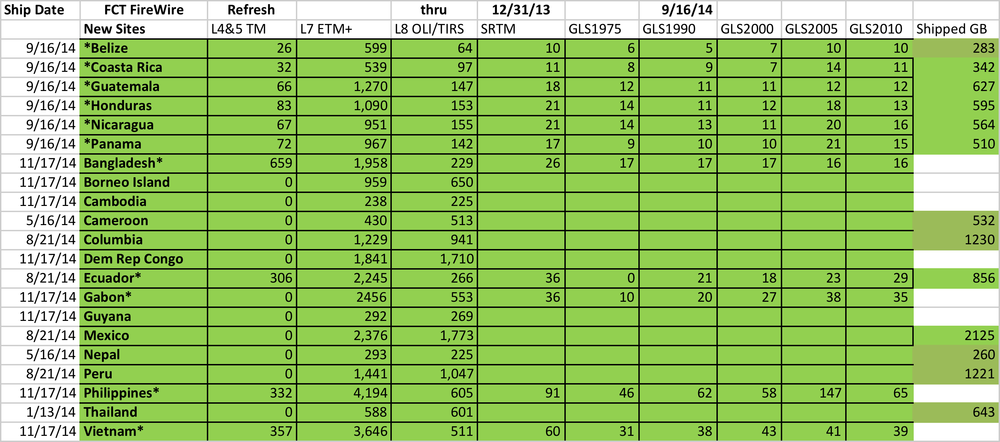 Ship Date FCT FireWire Refresh thru 12/31/13 9/16/14
New Sites L4&5 TM L7 ETM+ L8 OLI/TIRS SRTM GLS1975 GLS1990 GLS2000 GLS2005 GLS2010 Shipped GB
9/16/14 *Belize 26 599 64 10 6 5 7 10 10 283
9/16/14 *Coasta Rica 32 539 97 11 8 9 7 14 11 342
9/16/14 *Guatemala 66 1,270 147 18 12 11 11 12 12 627
9/16/14 *Honduras 83 1,090 153 21 14 11 12 18 13 595
9/16/14 *Nicaragua 67 951 155 21 14 13 11 20 16 564
9/16/14 *Panama 72 967 142 17 9 10 10 21 15 510
11/17/14 Bangladesh* 659 1,958 229 26 17 17 17 16 16
11/17/14 Borneo Island 0 959 650
11/17/14 Cambodia 0 238 225
5/16/14 Cameroon 0 430 513 532
8/21/14 Columbia 0 1,229 941 1230
11/17/14 Dem Rep Congo 0 1,841 1,710
8/21/14 Ecuador* 306 2,245 266 36 0 21 18 23 29 856
11/17/14 Gabon* 0 2456 553 36 10 20 27 38 35
11/17/14 Guyana 0 292 269
8/21/14 Mexico 0 2,376 1,773 2125
5/16/14 Nepal 0 293 225 260
8/21/14 Peru 0 1,441 1,047 1221
11/17/14 Philippines* 332 4,194 605 91 46 62 58 147 65
1/13/14 Thailand 0 588 601 643
11/17/14 Vietnam* 357 3,646 511 60 31 38 43 41 39